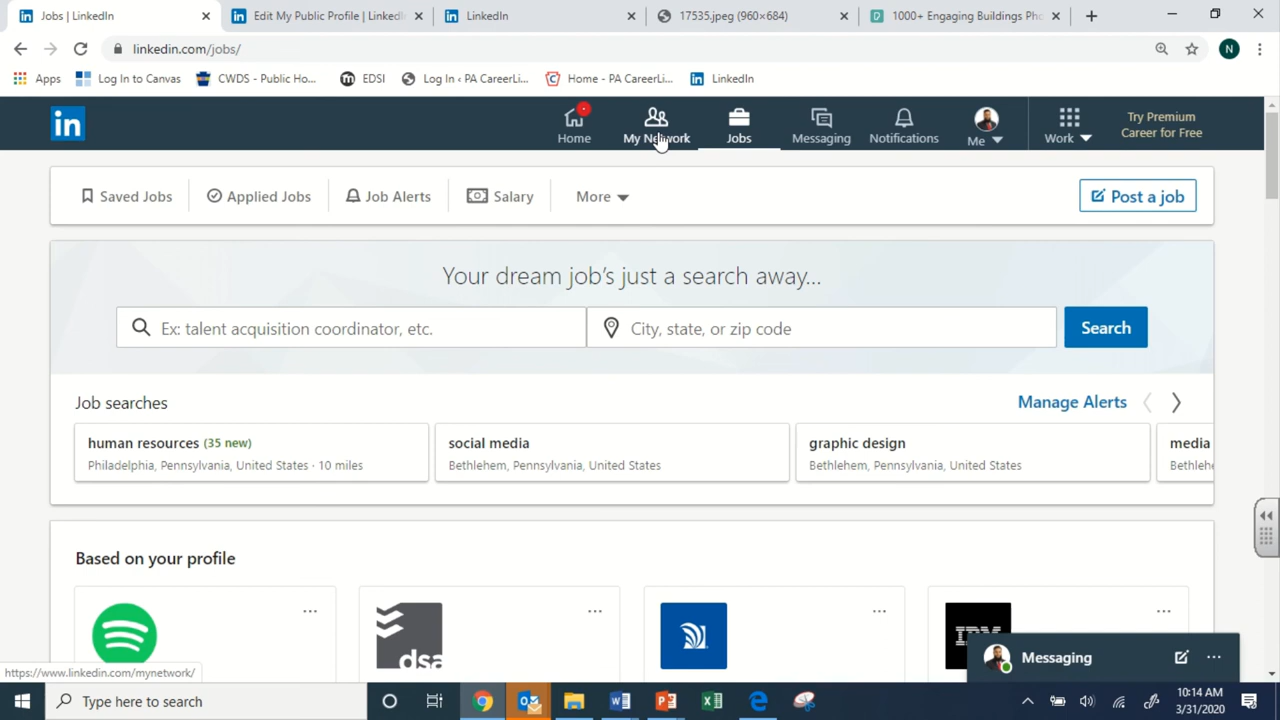 Jobs | LinkedIn
Edit My Public Profile | LinkedIn
LinkedIn
17535.jpeg (960×684)
1000+ Engaging Buildings Pho
linkedin.com/jobs/
N
Apps
Log In to Canvas
CWDS - Public Ho...
EDSI
Log In ‹ PA CareerLi...
Home - PA CareerLi...
LinkedIn
in
Home
My Network
Jobs
Messaging
Notifications
Me
Work
Try Premium
Career for Free
Saved Jobs
Applied Jobs
Job Alerts
Salary
More
Post a job
Your dream job's just a search away...
Ex: talent acquisition coordinator, etc.
City, state, or zip code
Search
Job searches
Manage Alerts
human resources (35 new)
Philadelphia, Pennsylvania, United States · 10 miles
social media
Bethlehem, Pennsylvania, United States
graphic design
Bethlehem, Pennsylvania, United States
media
Bethlehe
Based on your profile
dsa
IBM
Messaging
https://www.linkedin.com/mynetwork/
Type here to search
10:14 AM
3/31/2020